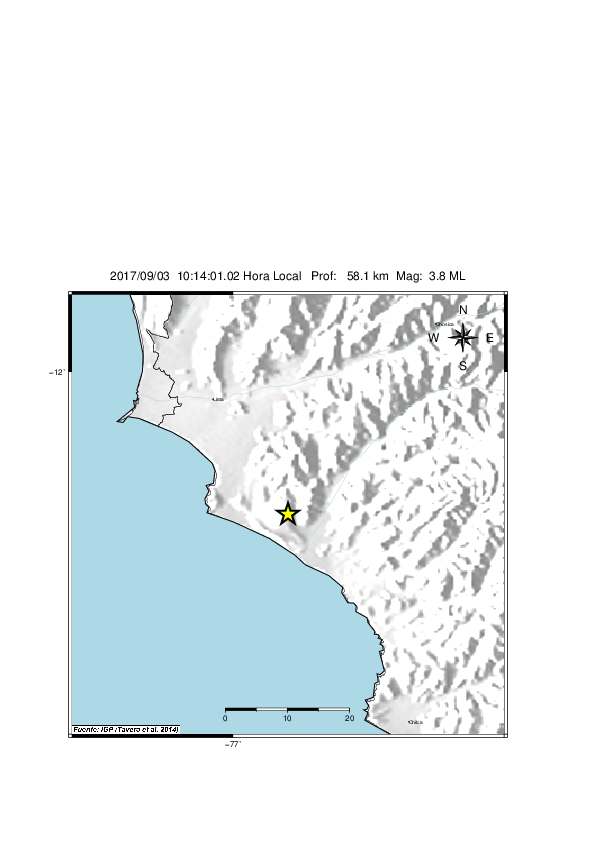 2017/09/03 10:14:01.02 Hora Local Prof: 58.1 km Mag: 3.8 ML
N
Chosica
W E
S
−12˚
Lima
0 10 20
Chilca
Fuente: IGP (Tavera et al. 2014)
−77˚